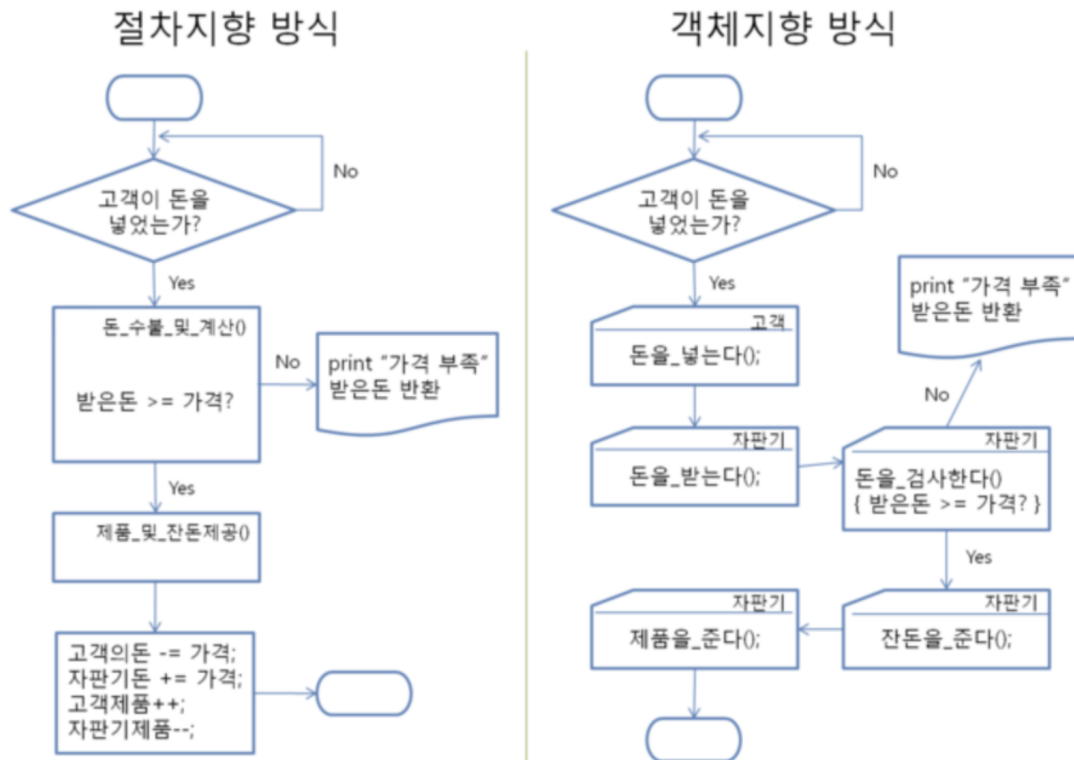 절차지향 방식
No
고객이 돈을
넣었는가?
Yes
돈_수불_및_계산()
받은돈 >= 가격?
No
print "가격 부족"
받은돈 반환
Yes
제품_및_잔돈제공()
고객의돈 -= 가격;
자판기돈 += 가격;
고객제품++;
자판기제품--;
객체지향 방식
No
고객이 돈을
넣었는가?
Yes
고객
돈을_넣는다();
자판기
돈을_받는다();
자판기
돈을_검사한다()
{ 받은돈 >= 가격? }
No
print "가격 부족"
받은돈 반환
Yes
자판기
잔돈을_준다();
자판기
제품을_준다();